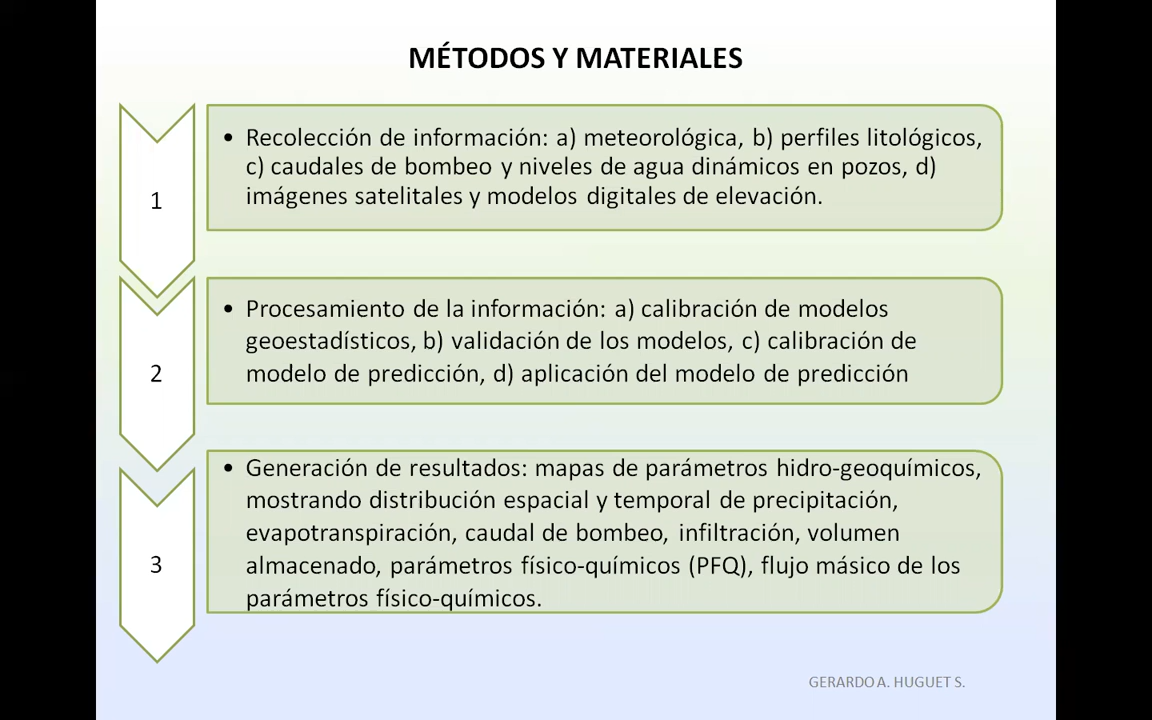 MÉTODOS Y MATERIALES
1
• Recolección de información: a) meteorológica, b) perfiles litológicos,
c) caudales de bombeo y niveles de agua dinámicos en pozos, d)
imágenes satelitales y modelos digitales de elevación.
2
• Procesamiento de la información: a) calibración de modelos
geoestadísticos, b) validación de los modelos, c) calibración de
modelo de predicción, d) aplicación del modelo de predicción
3
• Generación de resultados: mapas de parámetros hidro-geoquímicos,
mostrando distribución espacial y temporal de precipitación,
evapotranspiración, caudal de bombeo, infiltración, volumen
almacenado, parámetros físico-químicos (PFQ), flujo másico de los
parámetros físico-químicos.
GERARDO A. HUGUET S.